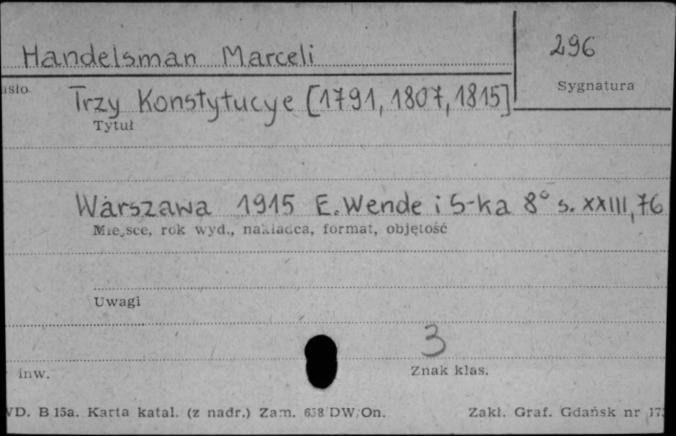 Handelsman Marceli
296
Sygnatura
Trzy Konstytucye [1791, 1807, 1815]
Tytuł
Warszawa 1915 E. Wende i S-ka 8° s. XXIII, 76
Miejsce, rok wyd., nakładca, format, objętość
Uwagi
3
inw.
Znak klas.
B 15a. Karta katal. (z nadr.) Zam. 638 DW/On.
Zakł. Graf. Gdańsk nr